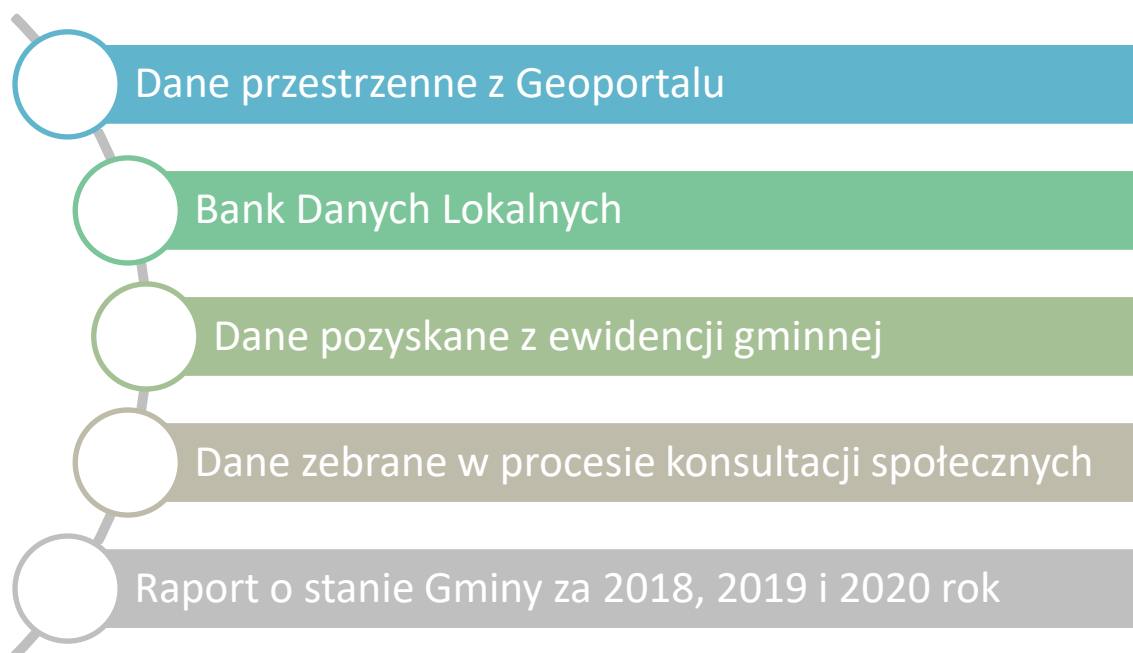 Dane przestrzenne z Geoportalu
Bank Danych Lokalnych
Dane pozyskane z ewidencji gminnej
Dane zebrane w procesie konsultacji społecznych
Raport o stanie Gminy za 2018, 2019 i 2020 rok